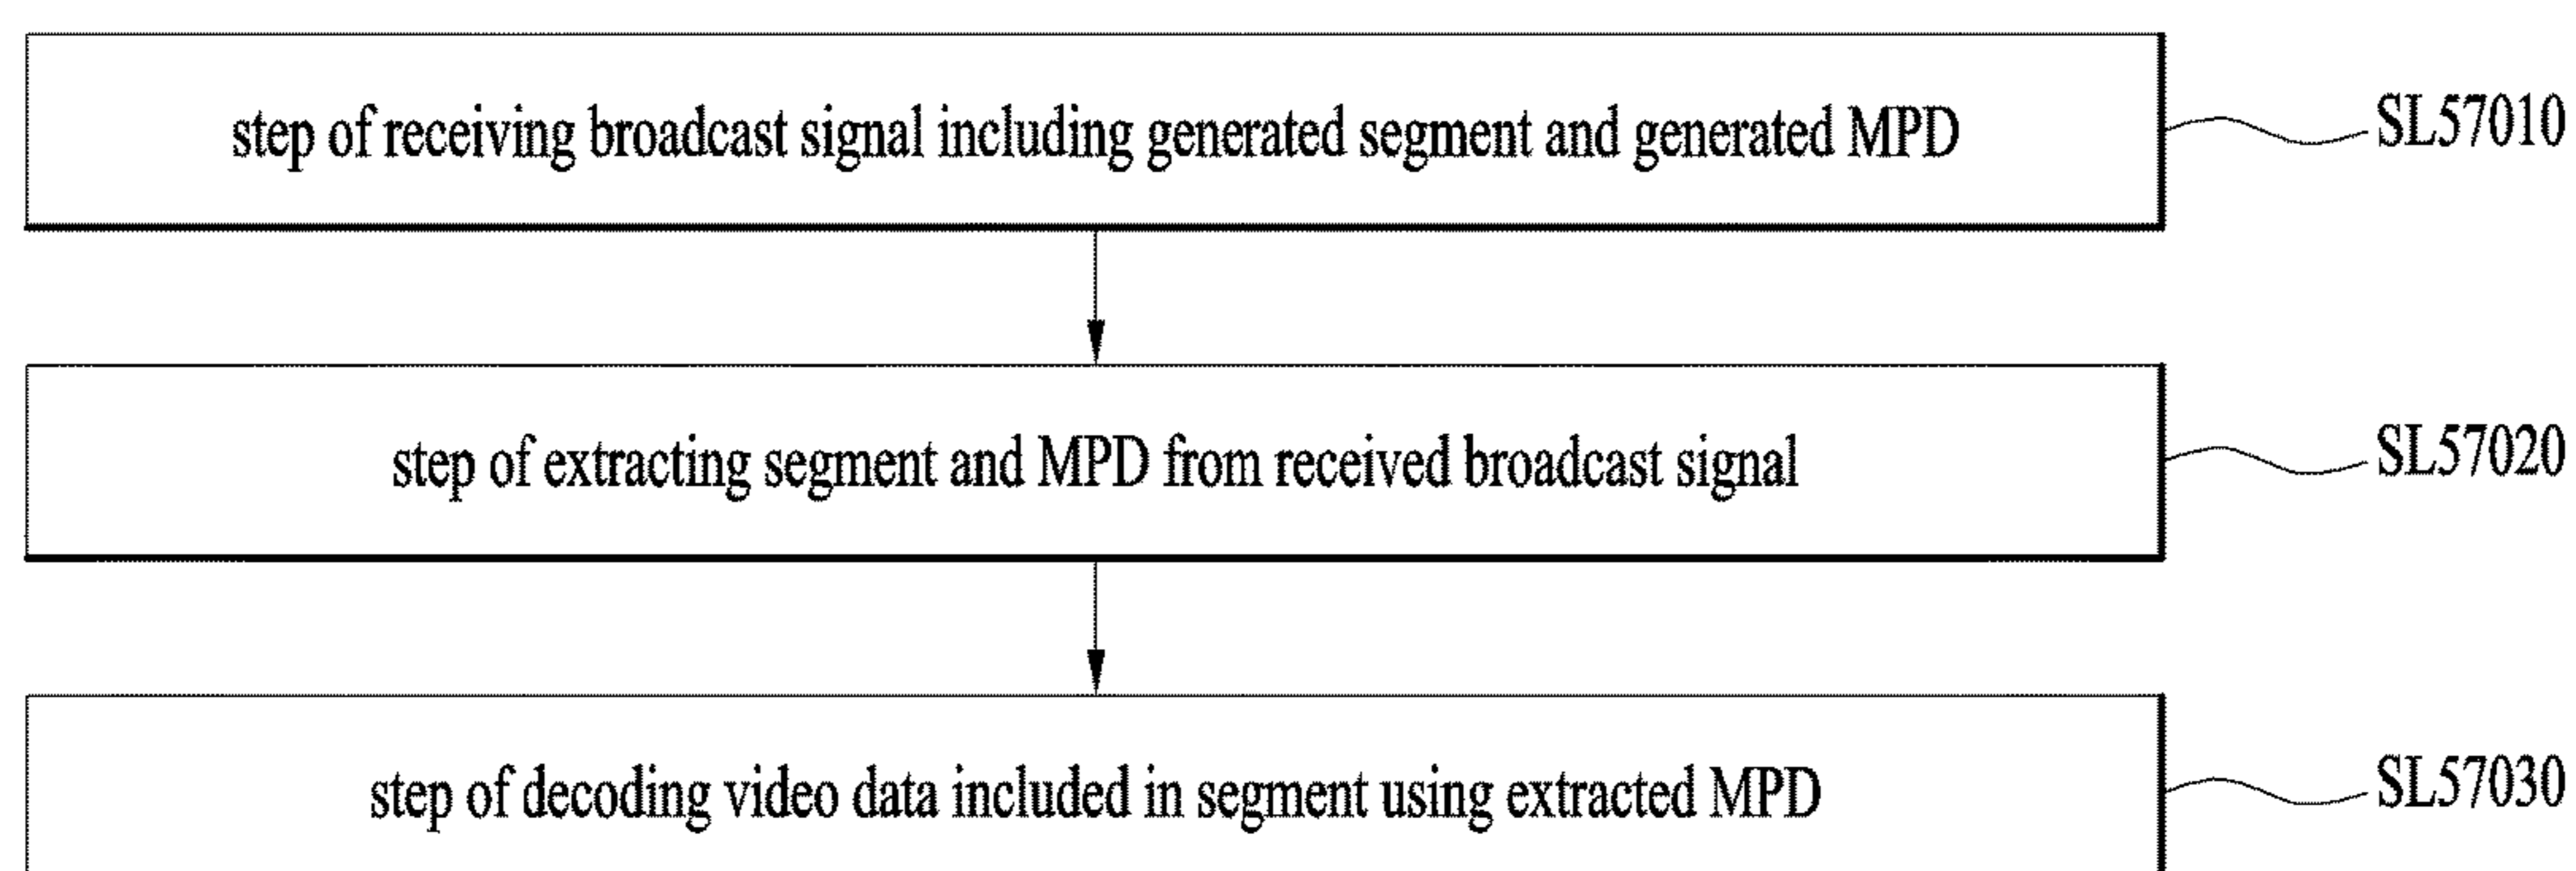 step of receiving broadcast signal including generated segment and generated MPD
SL57010
step of extracting segment and MPD from received broadcast signal
SL57020
step of decoding video data included in segment using extracted MPD
SL57030